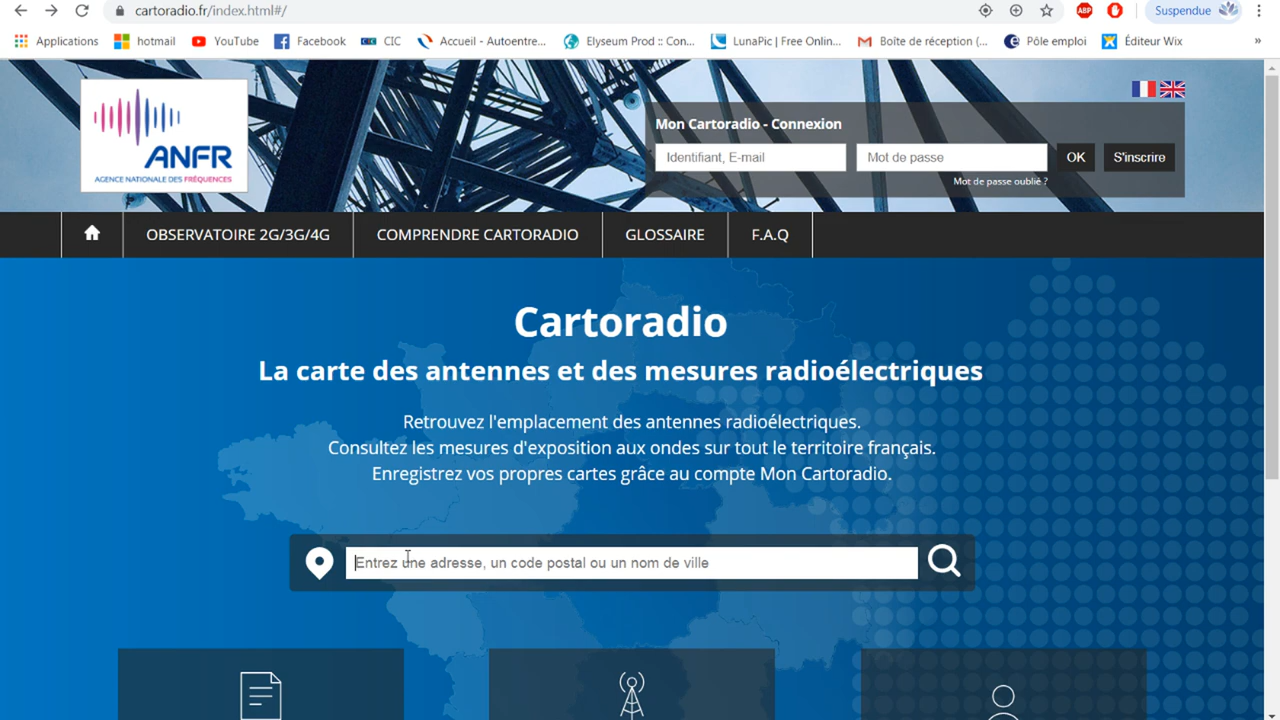 cartoradio.fr/index.html#/
ABP
Suspendue
Applications
hotmail
YouTube
Facebook
CIC CIC
Accueil - Autoentre...
Elyseum Prod :: Con...
LunaPic | Free Onlin...
Boîte de réception (...
Pôle emploi
Éditeur Wix
»
ANFR
AGENCE NATIONALE DES FRÉQUENCES
Mon Cartoradio - Connexion
Identifiant, E-mail
Mot de passe
OK
S'inscrire
Mot de passe oublié ?
OBSERVATOIRE 2G/3G/4G
COMPRENDRE CARTORADIO
GLOSSAIRE
F.A.Q
Cartoradio
La carte des antennes et des mesures radioélectriques
Retrouvez l'emplacement des antennes radioélectriques.
Consultez les mesures d'exposition aux ondes sur tout le territoire français.
Enregistrez vos propres cartes grâce au compte Mon Cartoradio.
Entrez une adresse, un code postal ou un nom de ville